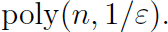 poly(n, 1/ε).